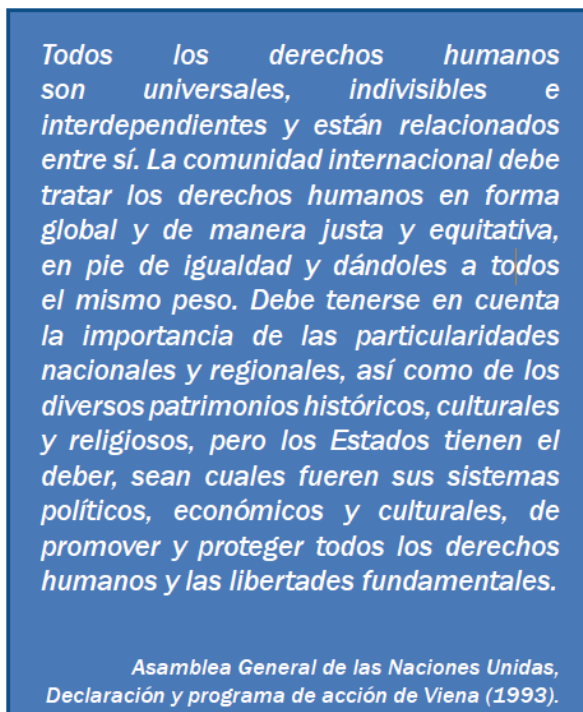 Todos los derechos humanos
son universales, indivisibles e
interdependientes y están relacionados
entre sí. La comunidad internacional debe
tratar los derechos humanos en forma
global y de manera justa y equitativa,
en pie de igualdad y dándoles a todos
el mismo peso. Debe tenerse en cuenta
la importancia de las particularidades
nacionales y regionales, así como de los
diversos patrimonios históricos, culturales
y religiosos, pero los Estados tienen el
deber, sean cuales fueren sus sistemas
políticos, económicos y culturales, de
promover y proteger todos los derechos
humanos y las libertades fundamentales.
Asamblea General de las Naciones Unidas,
Declaración y programa de acción de Viena (1993).